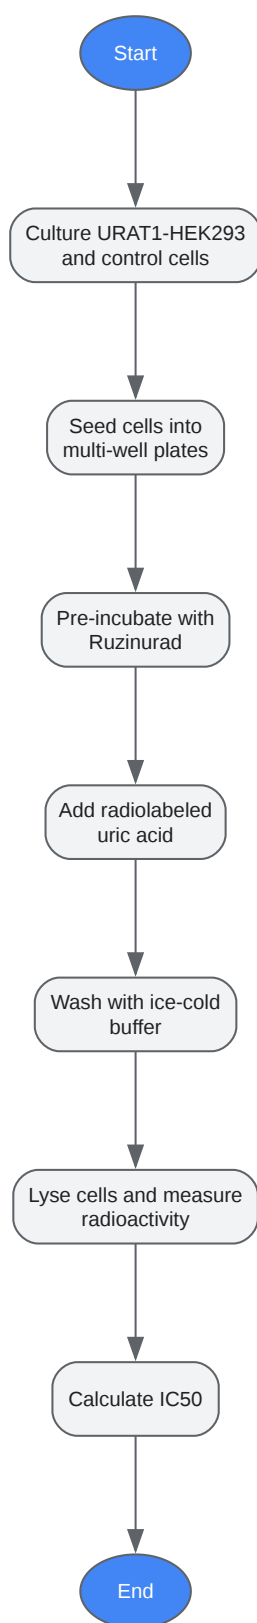 Start
Culture URAT1-HEK293
and control cells
Seed cells into
multi-well plates
Pre-incubate with
Ruzinurad
Add radiolabeled
uric acid
Wash with ice-cold
buffer
Lyse cells and measure
radioactivity
Calculate IC50
End